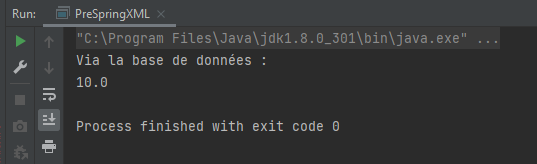 Run: PreSpringXML
"C:\Program Files\Java\jdk1.8.0_301\bin\java.exe" ...
Via la base de données :
10.0
Process finished with exit code 0